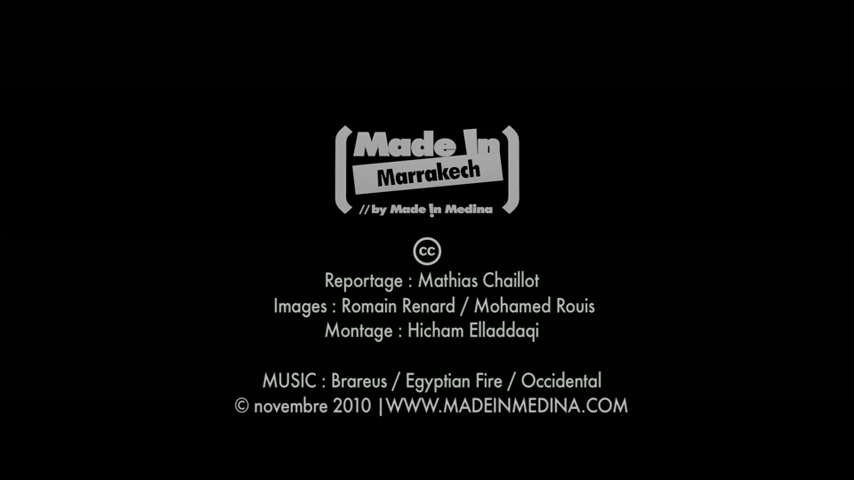 Made In
Marrakech
// by Made In Medina
cc
Reportage : Mathias Chaillot
Images : Romain Renard / Mohamed Rouis
Montage : Hicham Elladdaqi
MUSIC : Brareus / Egyptian Fire / Occidental
© novembre 2010 |WWW.MADEINMEDINA.COM